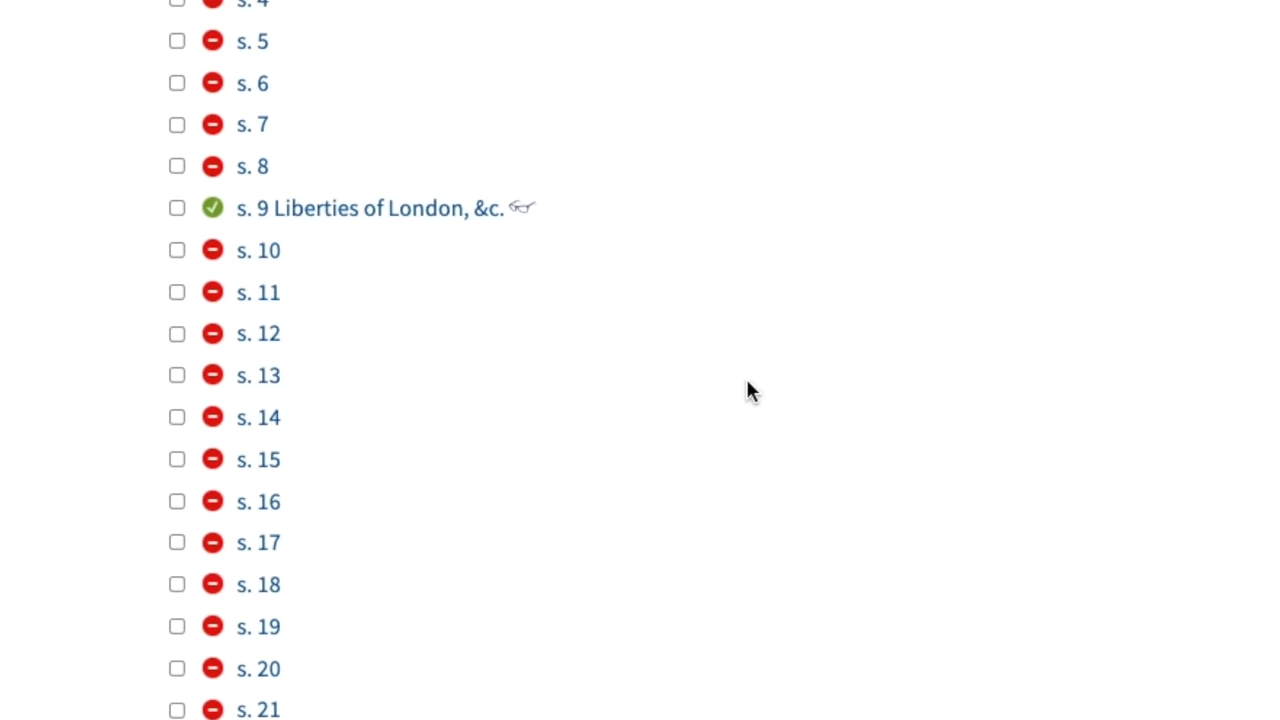 s. 4
s. 5
s. 6
s. 7
s. 8
s. 9 Liberties of London, &c.
s. 10
s. 11
s. 12
s. 13
s. 14
s. 15
s. 16
s. 17
s. 18
s. 19
s. 20
s. 21